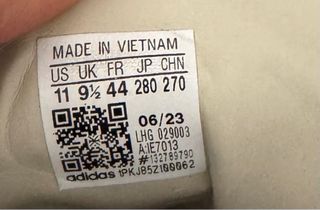 MADE IN VIETNAM
US UK FR JP CHN
11 9½ 44 280 270
06/23
LHG 029003
A:IE7013
#132789790
adidas 1PKJB5Z100062